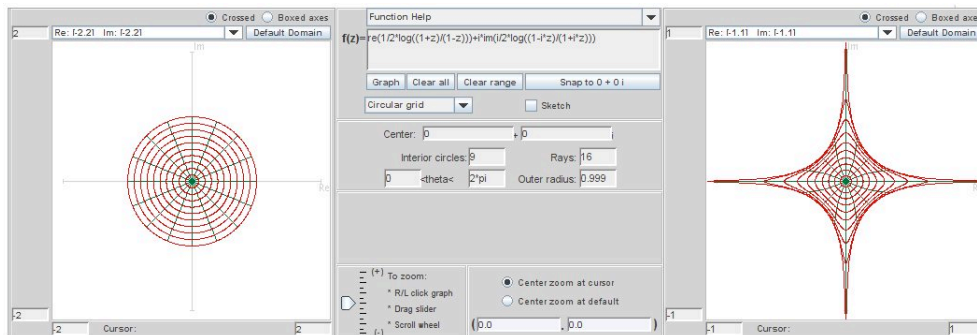 Crossed Boxed axes
2 Re: [-2,2] Im: [-2,2] Default Domain
Im
Re
-2
-2 Cursor: 2
Function Help
f(z)= re(1/2*log((1+z)/(1-z)))+i*im(i/2*log((1-i*z)/(1+i*z)))
Graph Clear all Clear range Snap to 0 + 0 i
Circular grid Sketch
Center: 0 + 0 i
Interior circles: 9 Rays: 16
0 <theta< 2*pi Outer radius: 0.999
(+) To zoom:
* R/L click graph
* Drag slider
* Scroll wheel
(-)
Center zoom at cursor
Center zoom at default
( 0.0 , 0.0 )
Crossed Boxed axes
1 Re: [-1,1] Im: [-1,1] Default Domain
Im
-1
-1 Cursor: 1